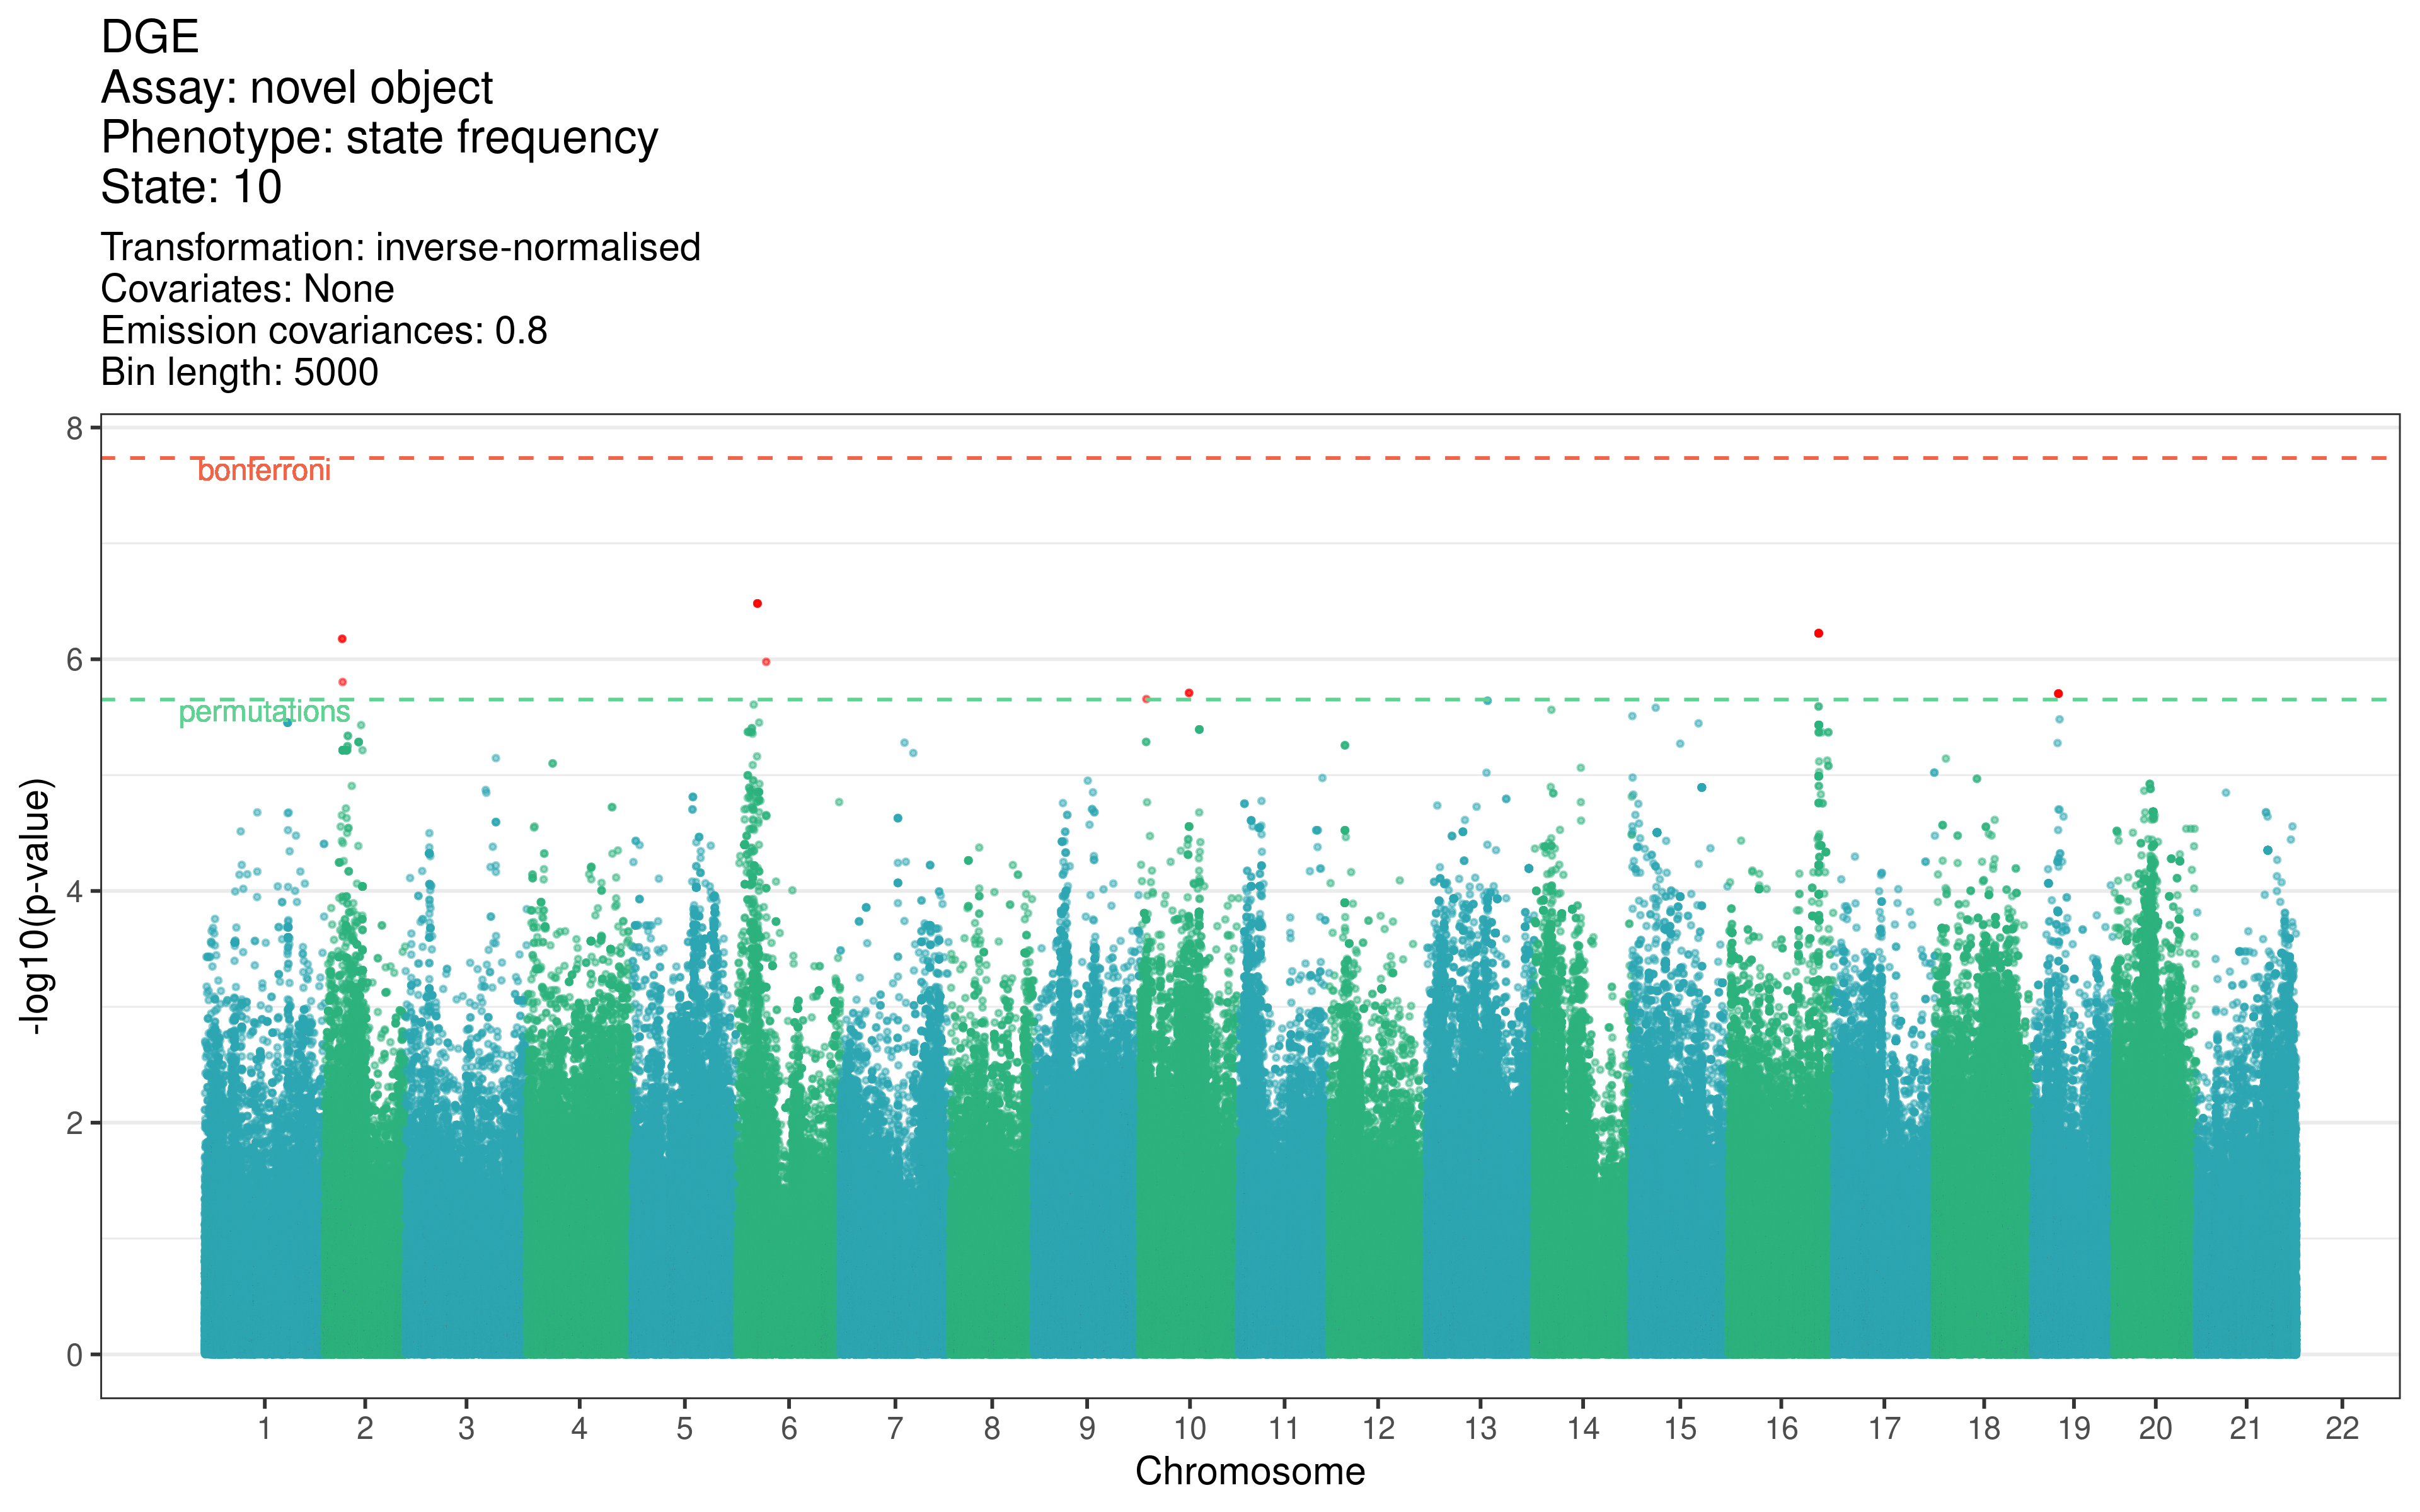 DGE
Assay: novel object
Phenotype: state frequency
State: 10
Transformation: inverse-normalised
Covariates: None
Emission covariances: 0.8
Bin length: 5000
8
bonferroni
6
permutations
4
2
0
-log10(p-value)
1 2 3 4 5 6 7 8 9 10 11 12 13 14 15 16 17 18 19 20 21 22
Chromosome